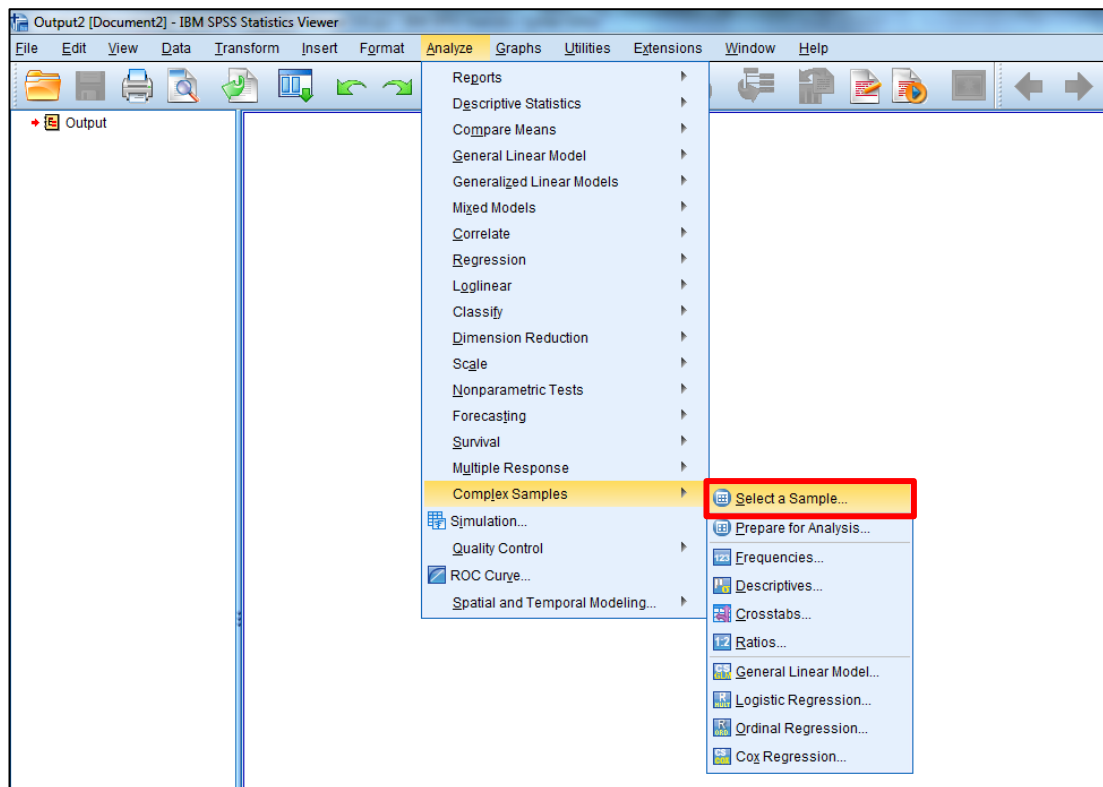 Output2 [Document2] - IBM SPSS Statistics Viewer
File Edit View Data Transform Insert Format Analyze Graphs Utilities Extensions Window Help
Output
Reports
Descriptive Statistics
Compare Means
General Linear Model
Generalized Linear Models
Mixed Models
Correlate
Regression
Loglinear
Classify
Dimension Reduction
Scale
Nonparametric Tests
Forecasting
Survival
Multiple Response
Complex Samples
Simulation...
Quality Control
ROC Curve...
Spatial and Temporal Modeling...
Select a Sample...
Prepare for Analysis...
123 Frequencies...
Descriptives...
Crosstabs...
1:2 Ratios...
General Linear Model...
Logistic Regression...
Ordinal Regression...
Cox Regression...